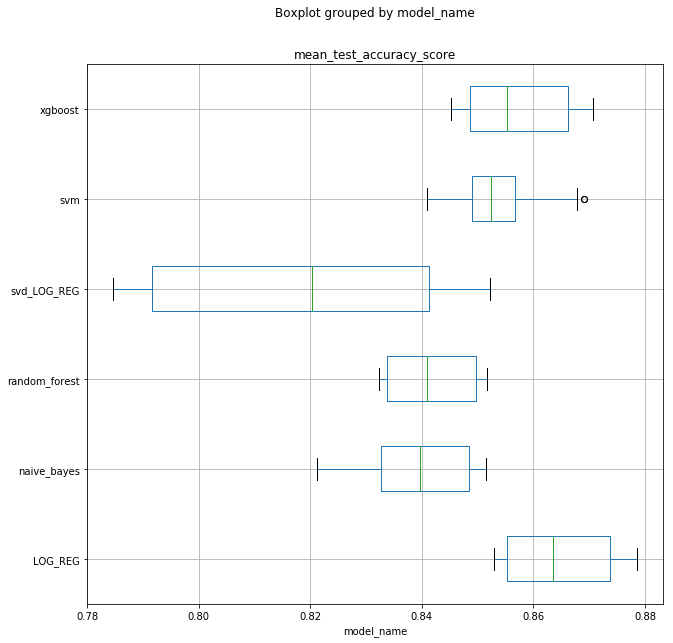 Boxplot grouped by model_name
mean_test_accuracy_score
xgboost
svm
svd_LOG_REG
random_forest
naive_bayes
LOG_REG
0.78 0.80 0.82 0.84 0.86 0.88
model_name